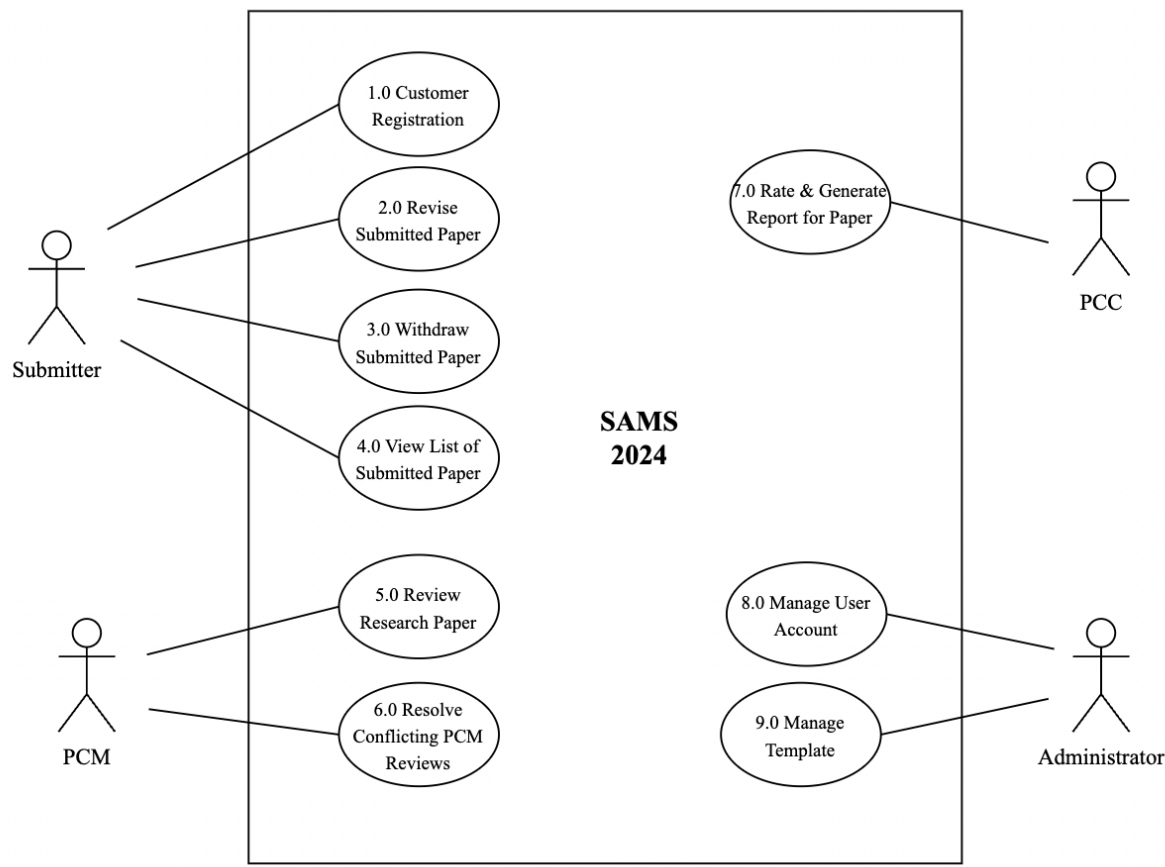 1.0 Customer
Registration
2.0 Revise
Submitted Paper
3.0 Withdraw
Submitted Paper
4.0 View List of
Submitted Paper
Submitter
5.0 Review
Research Paper
6.0 Resolve
Conflicting PCM
Reviews
PCM
SAMS
2024
7.0 Rate & Generate
Report for Paper
PCC
8.0 Manage User
Account
9.0 Manage
Template
Administrator